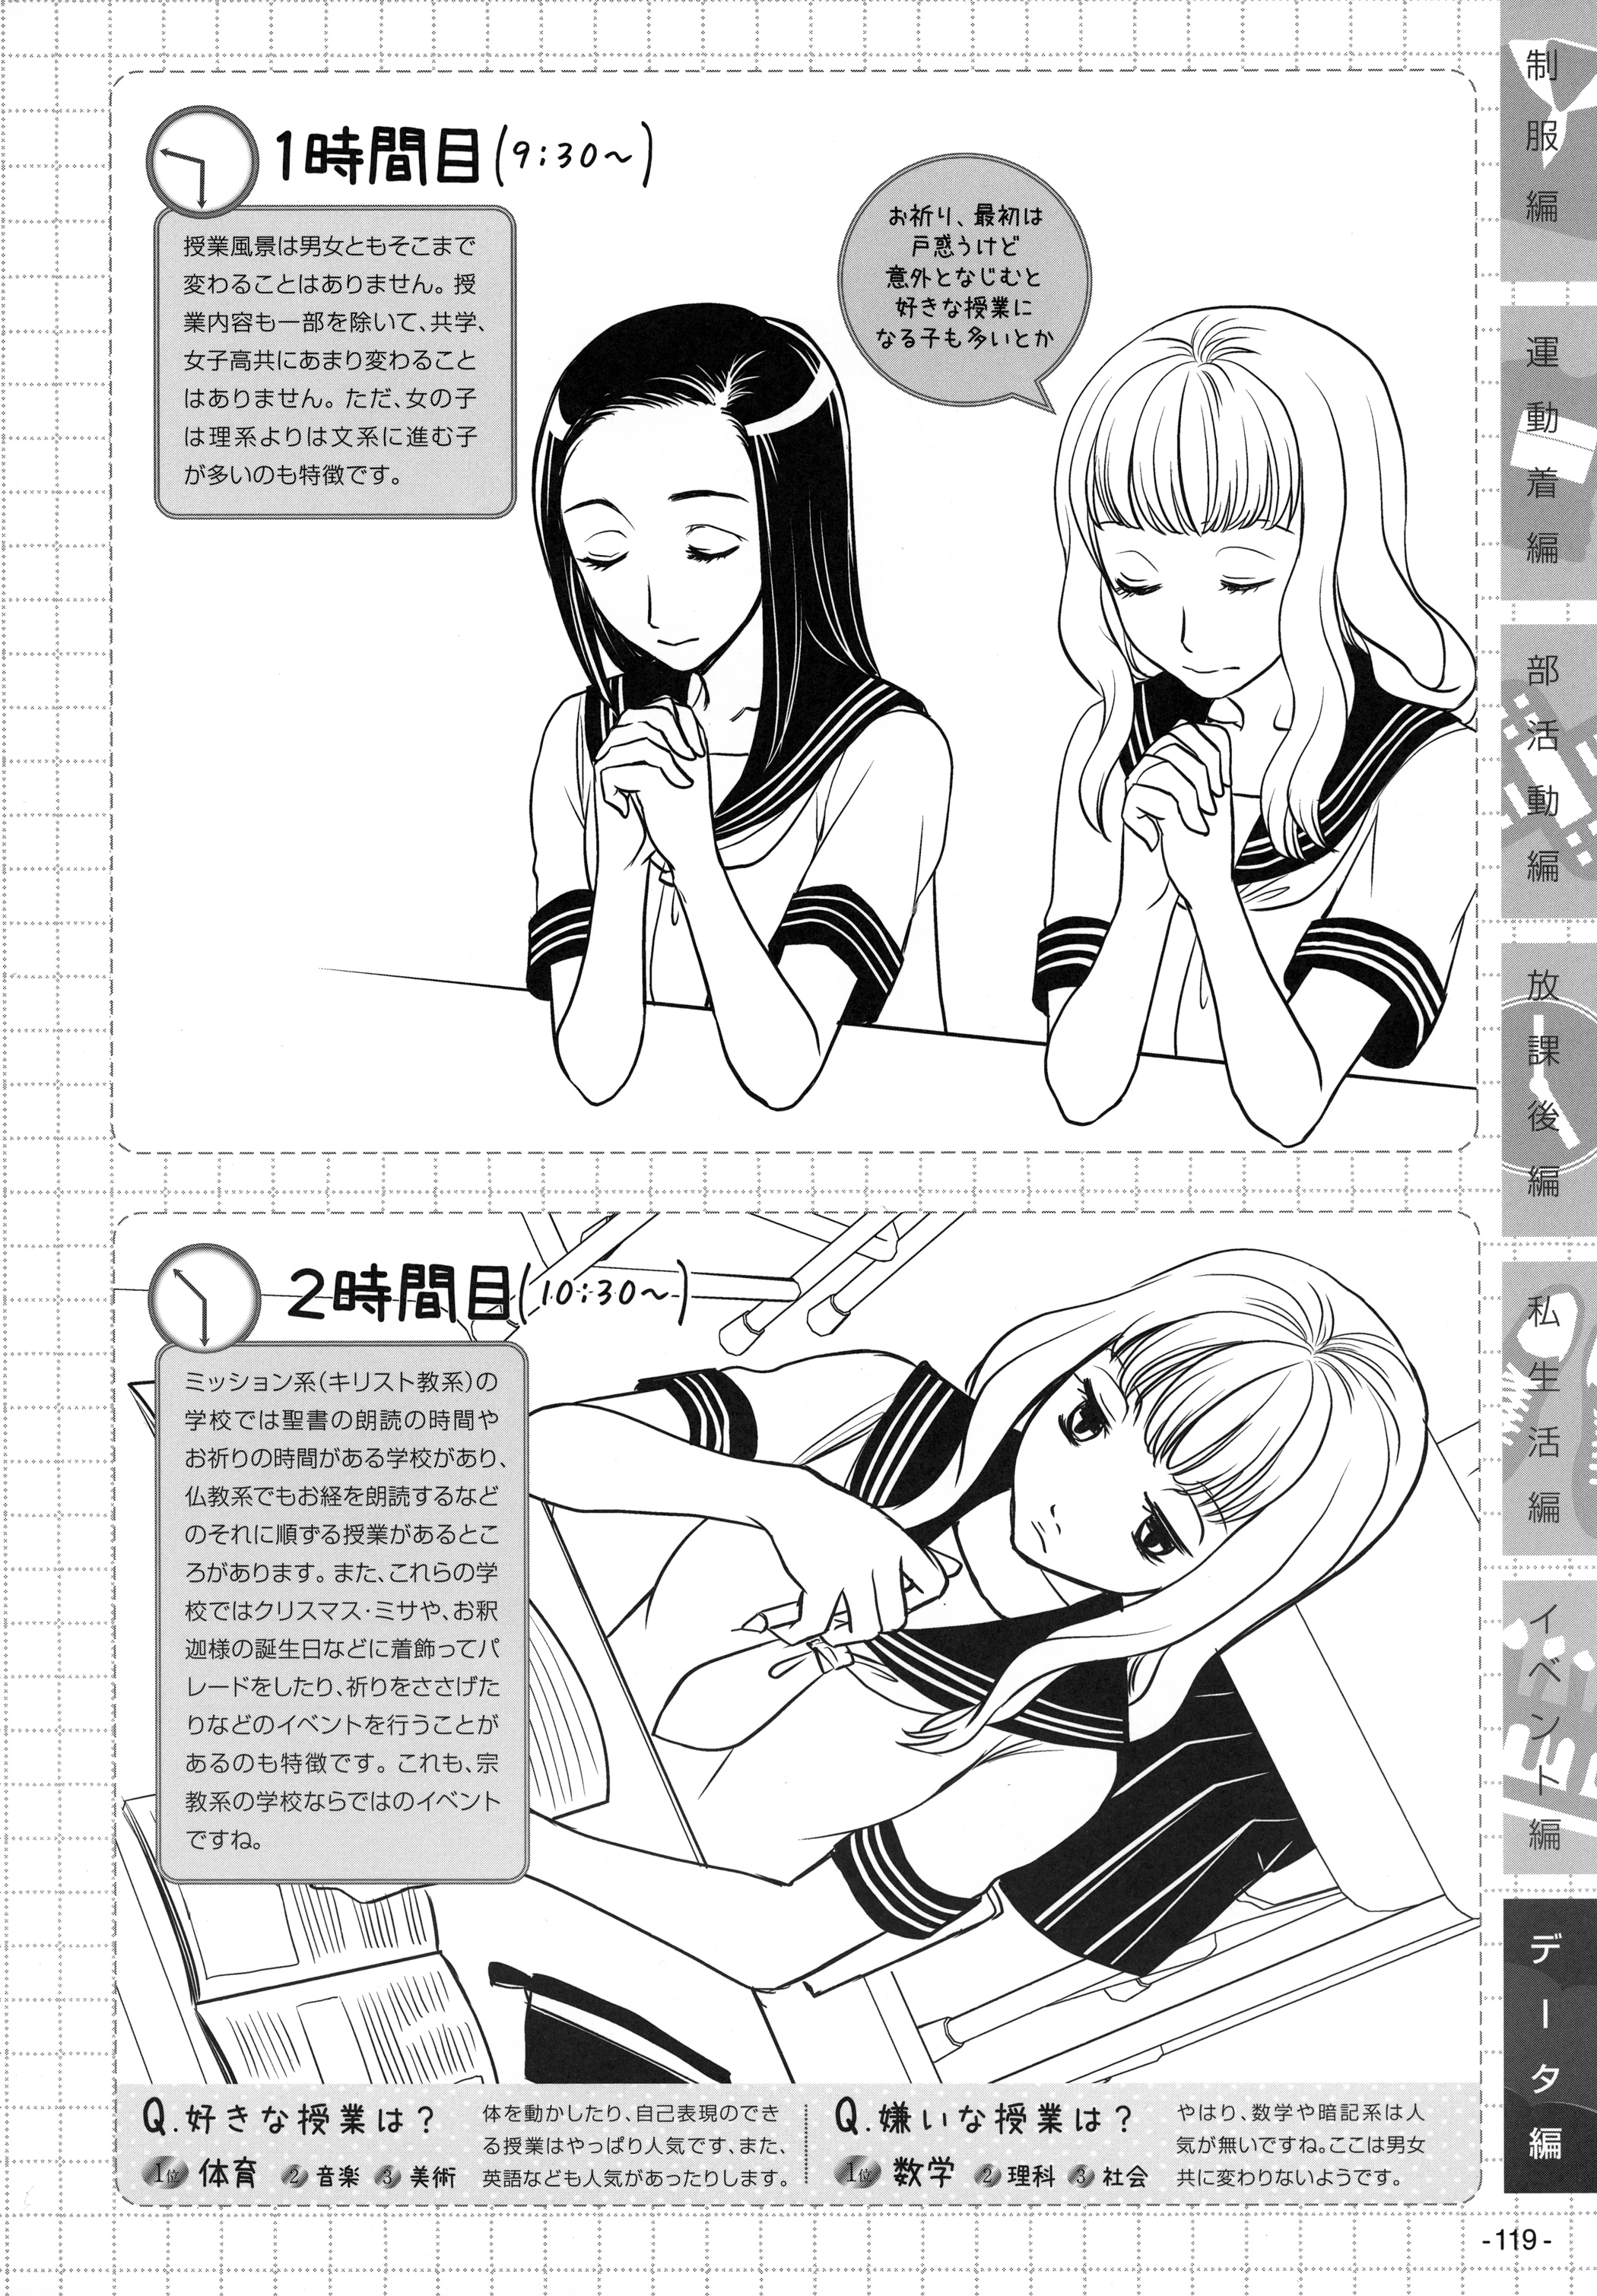 1時間目(9:30～)
授業風景は男女ともそこまで
変わることはありません。授
業内容も一部を除いて、共学、
女子高共にあまり変わること
はありません。ただ、女の子
は理系よりは文系に進む子
が多いのも特徴です。
お祈り、最初は
戸惑うけど
意外となじむと
好きな授業に
なる子も多いとか
2時間目(10:30～)
ミッション系(キリスト教系)の
学校では聖書の朗読の時間や
お祈りの時間がある学校があり、
仏教系でもお経を朗読するなど
のそれに順ずる授業があるとこ
ろがあります。また、これらの学
校ではクリスマス・ミサや、お釈
迦様の誕生日などに着飾ってパ
レードをしたり、祈りをささげた
りなどのイベントを行うことが
あるのも特徴です。これも、宗
教系の学校ならではのイベント
ですね。
Q.好きな授業は?
1位 体育 2 音楽 3 美術
体を動かしたり、自己表現のでき
る授業はやっぱり人気です、また、
英語なども人気があったりします。
Q.嫌いな授業は?
1位 数学 2 理科 3 社会
やはり、数学や暗記系は人
気が無いですね。ここは男女
共に変わりないようです。
制服編
運動着編
部活動編
放課後編
私生活編
イベント編
データ編
-119-